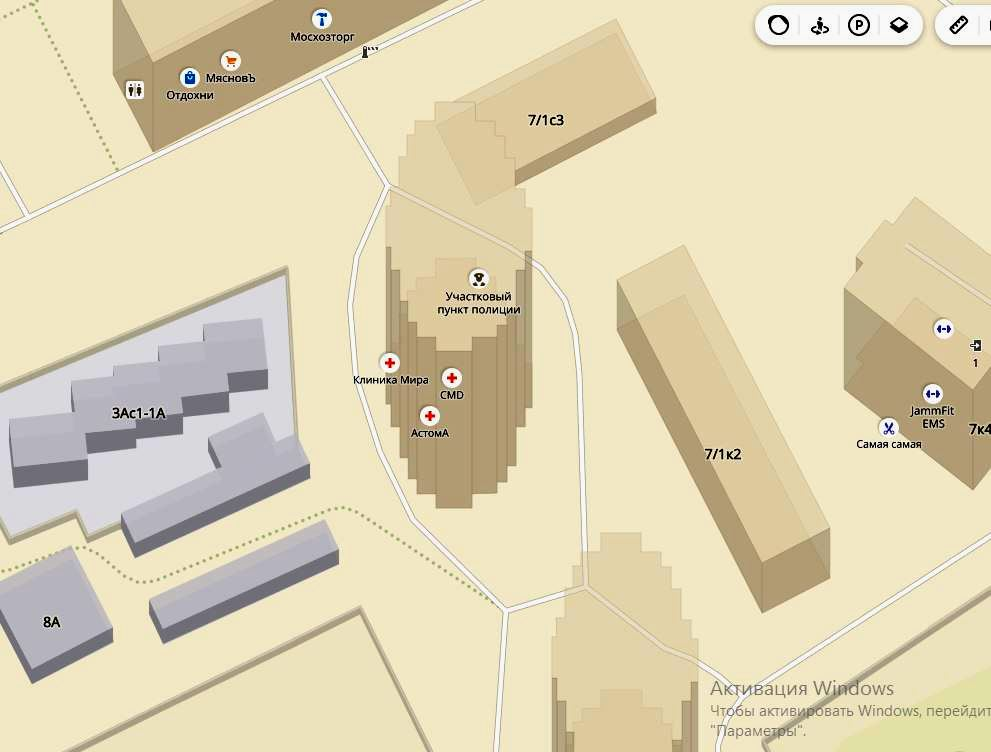 Мосхозторг
МясновЪ
Отдохни
P
7/1с3
Участковый
пункт полиции
Клиника Мира
CMD
АстомА
3Ас1-1А
1
JammFit
EMS
7к4
Самая самая
7/1к2
8А
Активация Windows
Чтобы активировать Windows, перейдит
"Параметры".